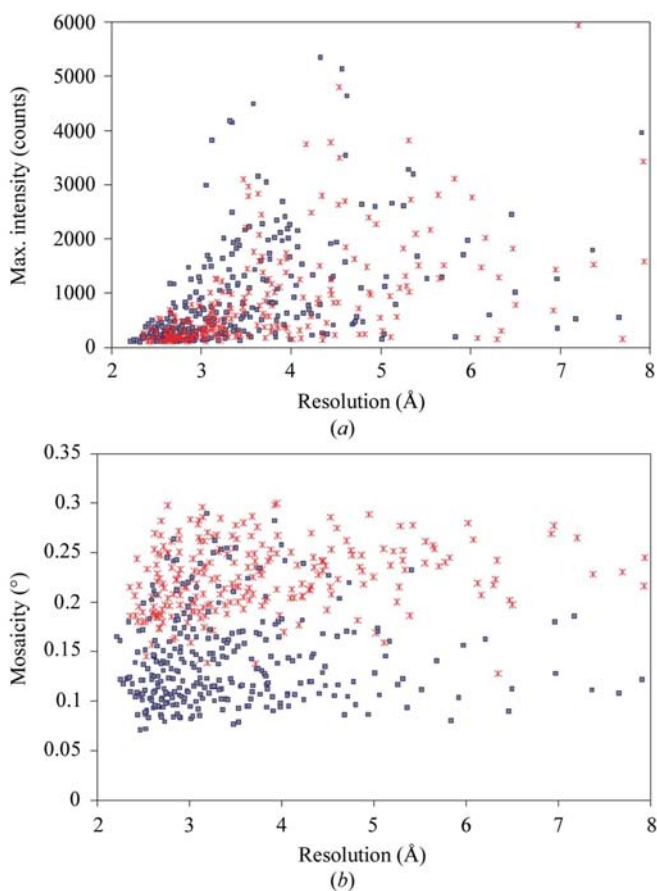 6000
5000
4000
3000
2000
1000
0
Max. intensity (counts)
2 3 4 5 6 7 8
Resolution (Å)
(a)
0.35
0.3
0.25
0.2
0.15
0.1
0.05
0
Mosaicity (°)
2 3 4 5 6 7 8
Resolution (Å)
(b)